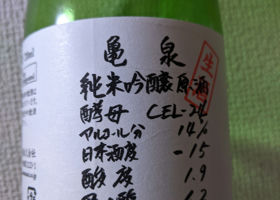 亀泉
純米吟醸原酒
生
酵母 CEL-24
アルコール分 14%
日本酒度 -15
酸度 1.9